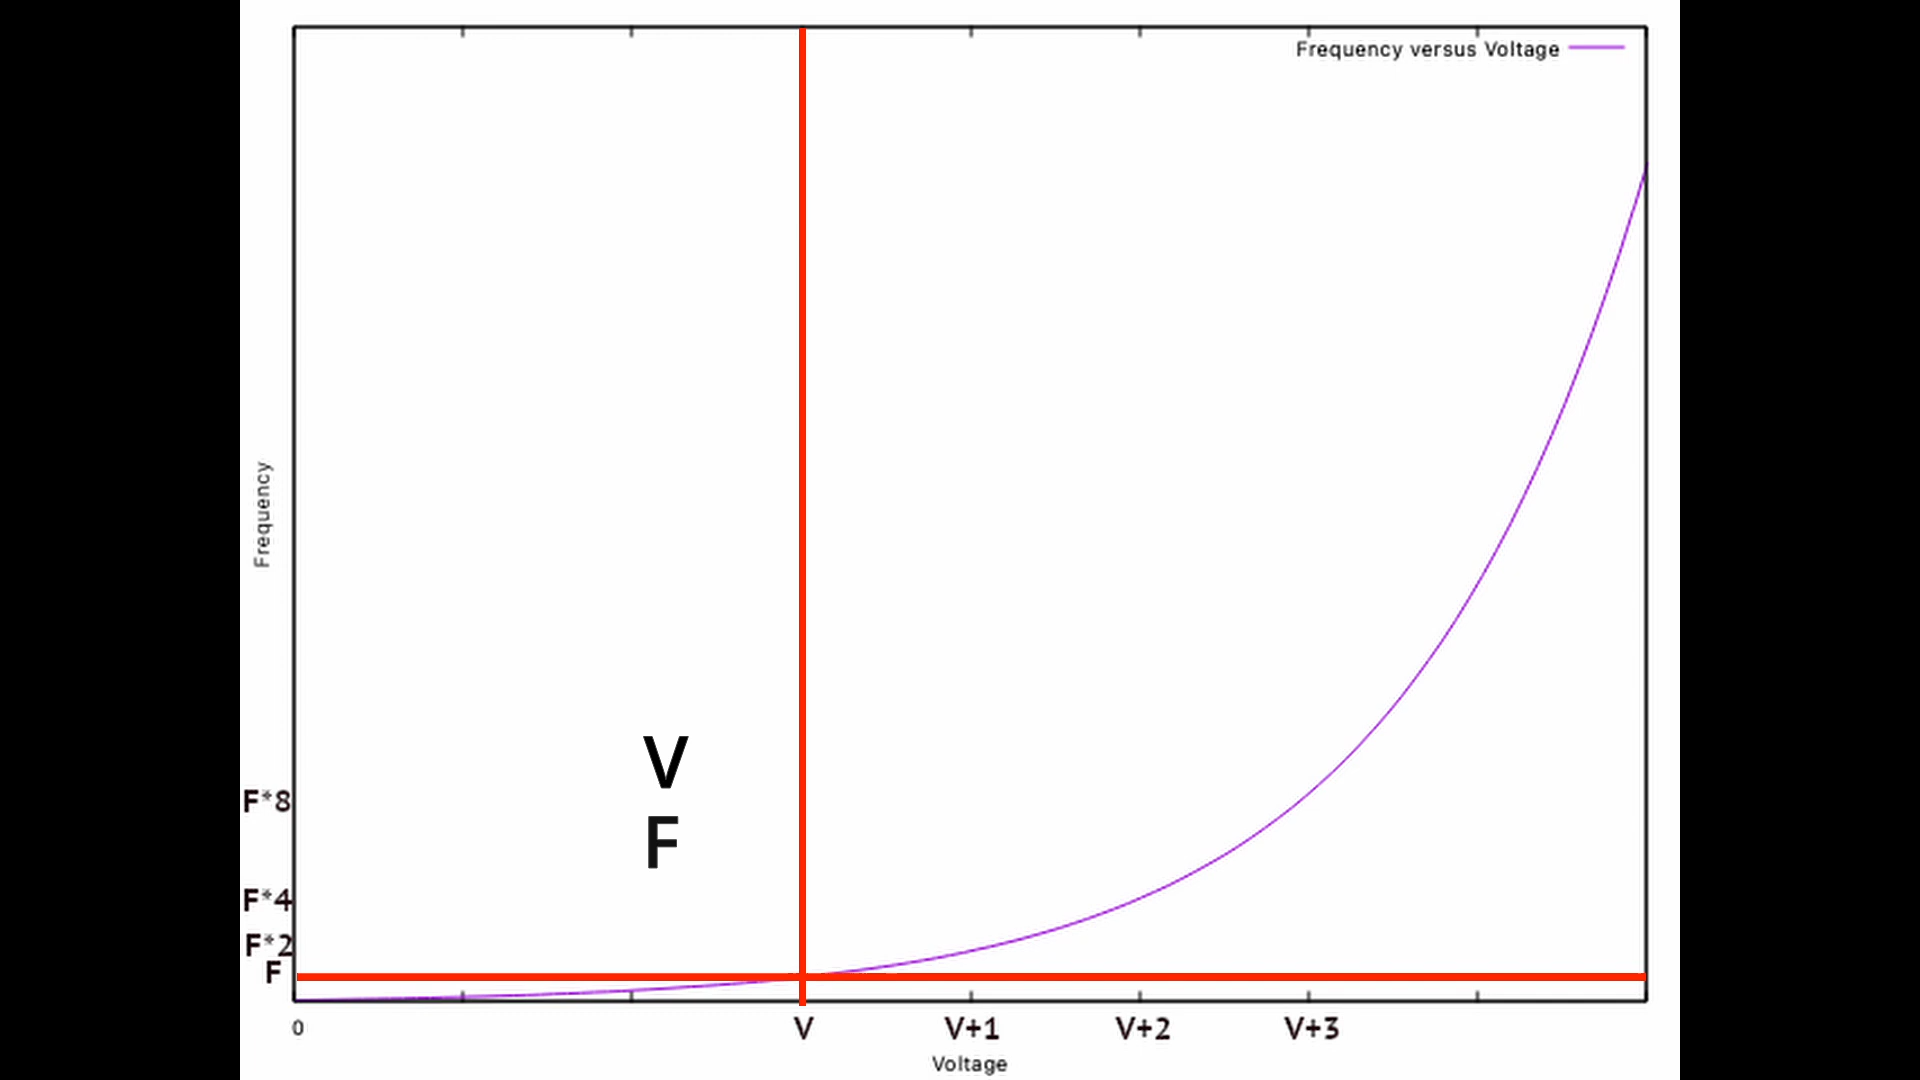 Frequency versus Voltage
Frequency
V
F
F*8
F*4
F*2
F
0
V
V+1
V+2
V+3
Voltage